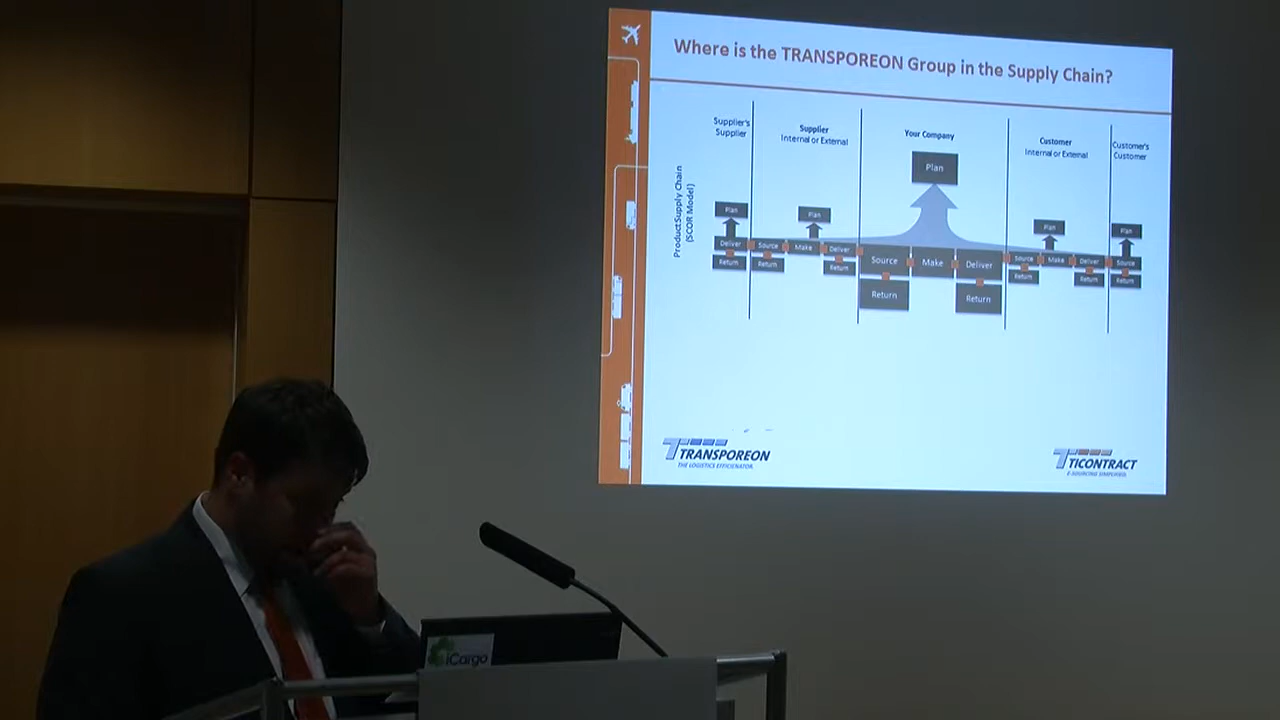 Where is the TRANSPOREON Group in the Supply Chain?
Supplier's
Supplier
Supplier
Internal or External
Your Company
Customer
Internal or External
Customer's
Customer
Product Supply Chain
(SCOR Model)
Plan
Plan
Plan
Plan
Plan
Deliver
Source
Make
Deliver
Source
Make
Deliver
Source
Make
Deliver
Source
Return
Return
Return
Return
Return
Return
Return
Return
TRANSPOREON
THE LOGISTICS EFFICIENATOR
TICONTRACT
E-SOURCING SIMPLIFIER
iCargo